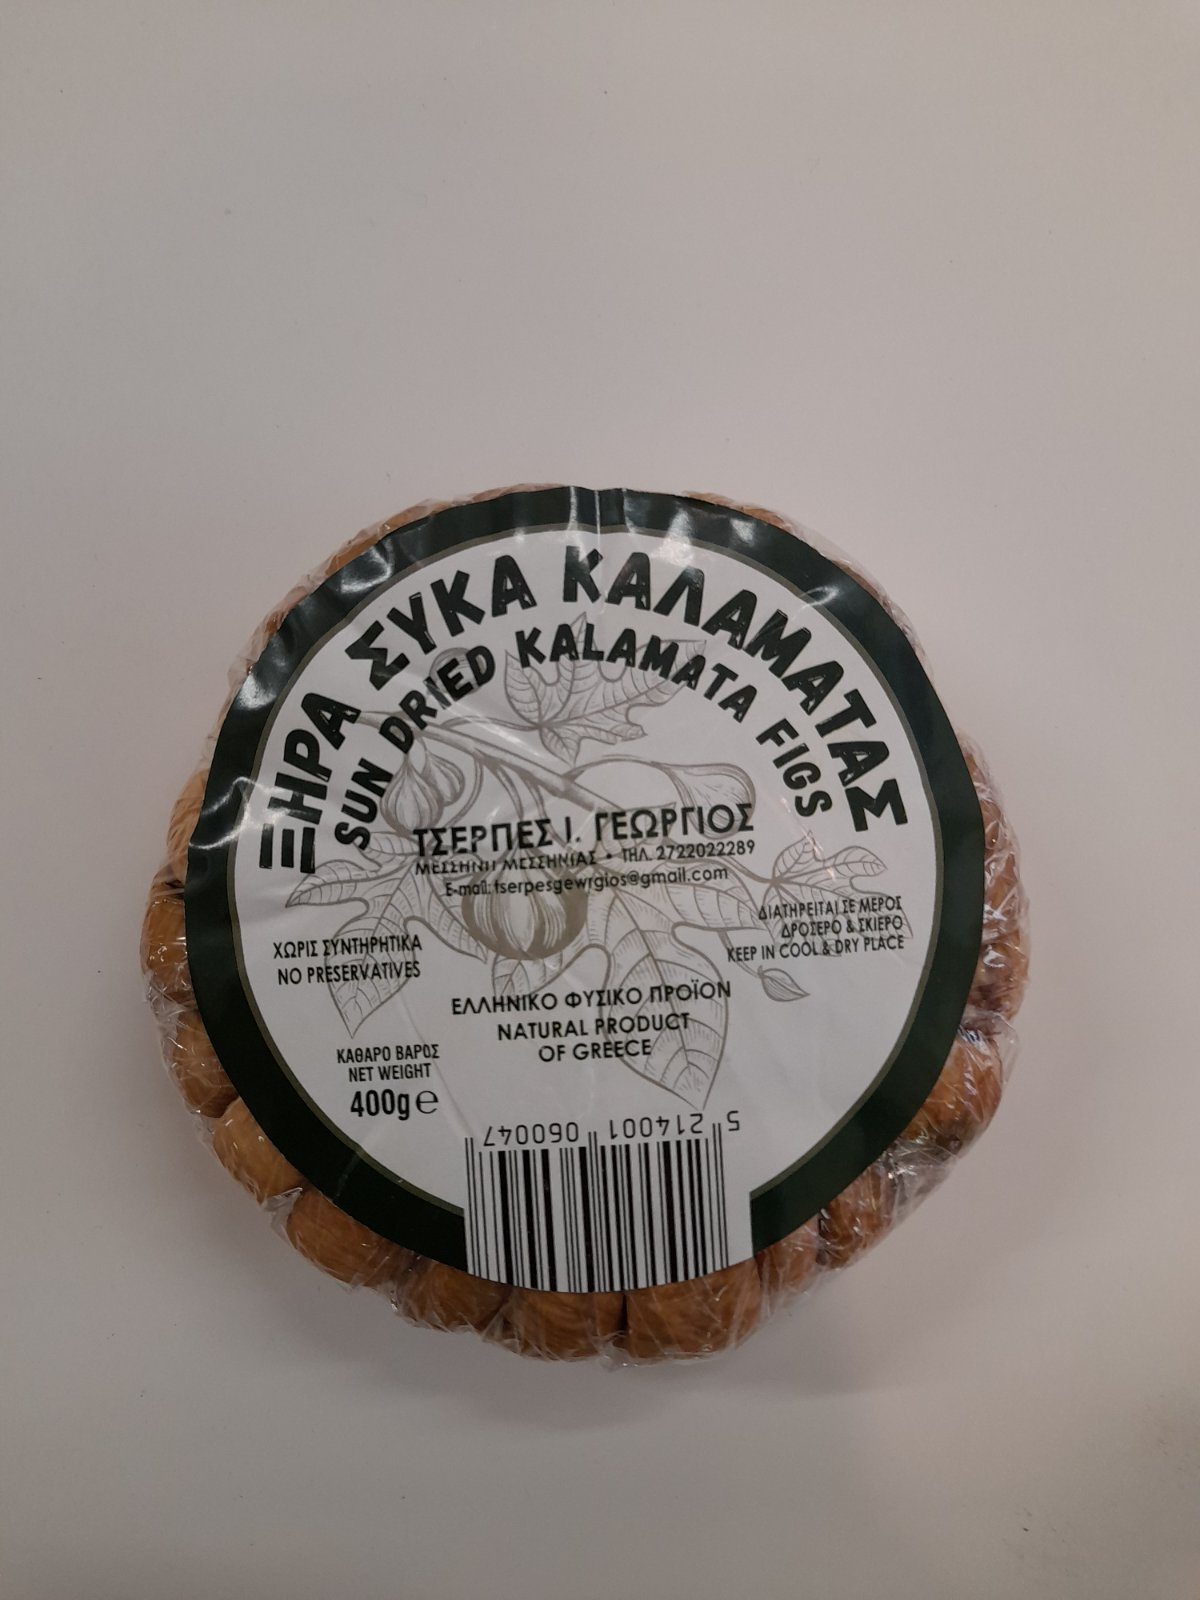 ΞΗΡΑ ΣΥΚΑ ΚΑΛΑΜΑΤΑΣ
SUN DRIED KALAMATA FIGS
ΤΣΕΡΠΕΣ Ι. ΓΕΩΡΓΙΟΣ
ΜΕΣΣΗΝΗ ΜΕΣΣΗΝΙΑΣ • ΤΗΛ. 2722022289
E-mail: tserpesgewrgios@gmail.com
ΔΙΑΤΗΡΕΙΤΑΙ ΣΕ ΜΕΡΟΣ
ΔΡΟΣΕΡΟ & ΣΚΙΕΡΟ
KEEP IN COOL & DRY PLACE
ΧΩΡΙΣ ΣΥΝΤΗΡΗΤΙΚΑ
NO PRESERVATIVES
ΕΛΛΗΝΙΚΟ ΦΥΣΙΚΟ ΠΡΟΪΟΝ
NATURAL PRODUCT
OF GREECE
ΚΑΘΑΡΟ ΒΑΡΟΣ
NET WEIGHT
400g e
5 214001 060047